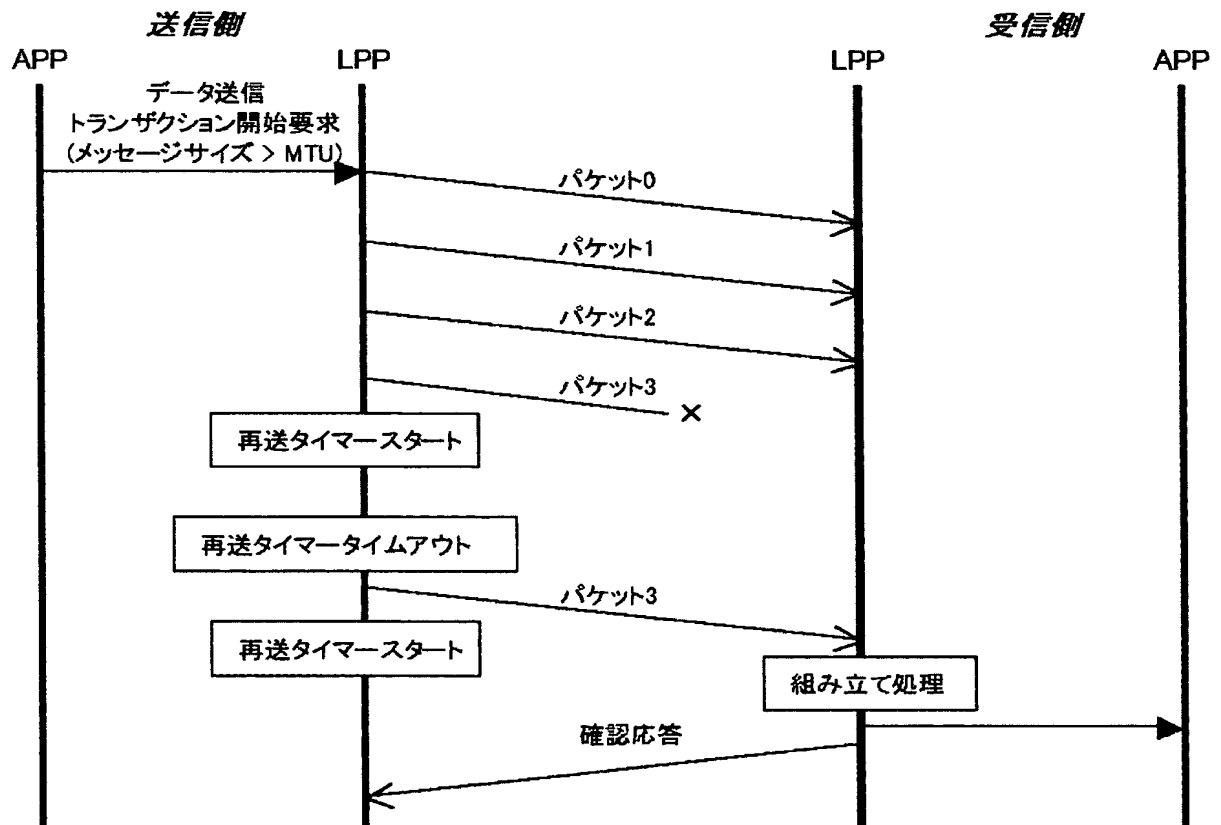 送信側
受信側
APP
LPP
LPP
APP
データ送信
トランザクション開始要求
(メッセージサイズ > MTU)
パケット0
パケット1
パケット2
パケット3
×
再送タイマースタート
再送タイマータイムアウト
パケット3
再送タイマースタート
組み立て処理
確認応答